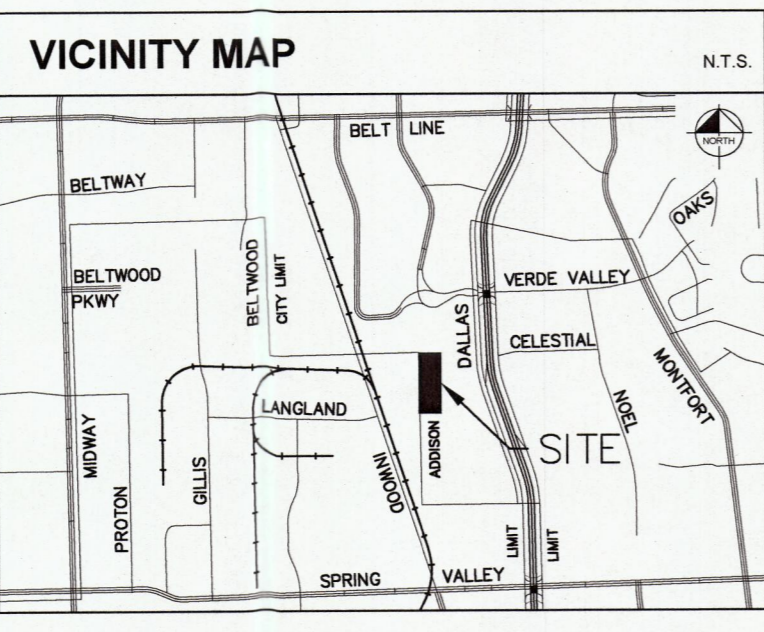 VICINITY MAP
N.T.S.
BELT LINE
NORTH
BELTWAY
OAKS
BELTWOOD
PKWY
BELTWOOD
CITY LIMIT
VERDE VALLEY
DALLAS
CELESTIAL
MONTFORT
LANGLAND
NOEL
MIDWAY
PROTON
GILLIS
INWOOD
ADDISON
SITE
LIMIT
LIMIT
SPRING VALLEY